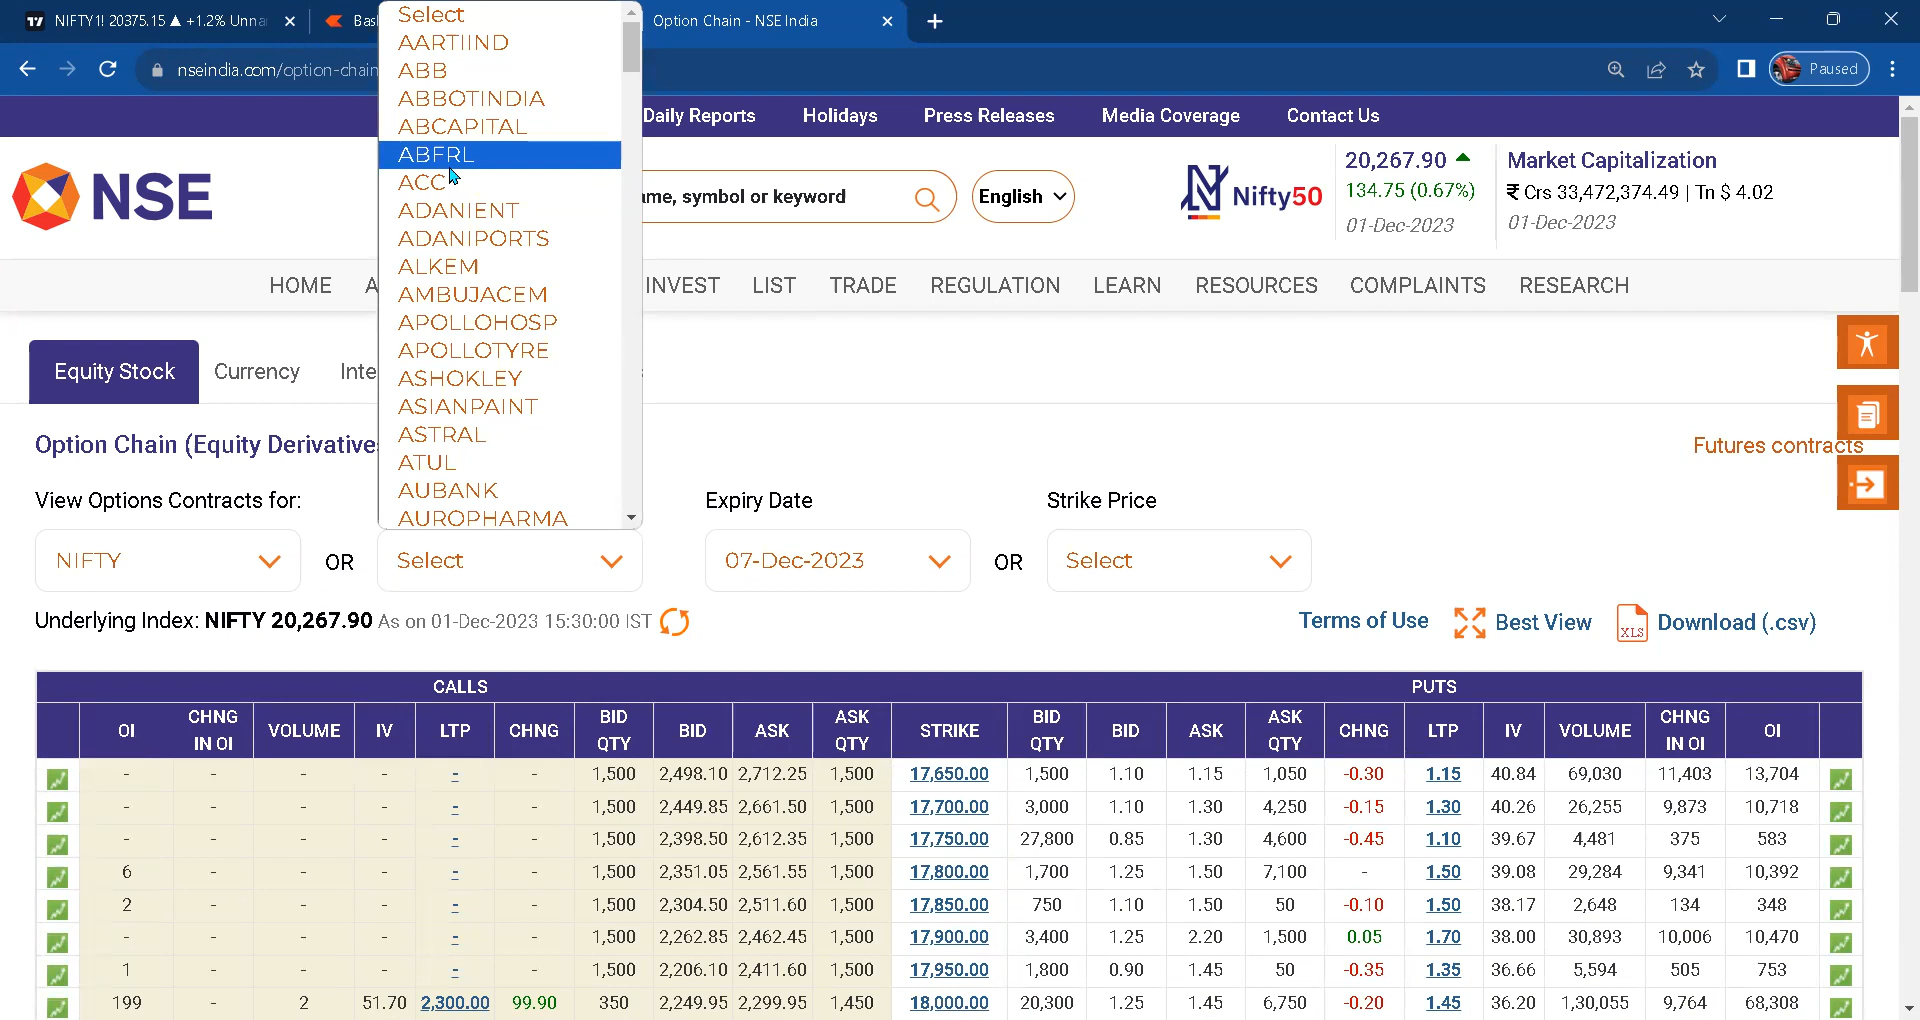 NIFTY1! 20375.15 ▲ +1.2% Unna
Bas
Option Chain - NSE India
nseindia.com/option-chain
Paused
Select
AARTIIND
ABB
ABBOTINDIA
ABCAPITAL
ABFRL
ACC
ADANIENT
ADANIPORTS
ALKEM
AMBUJACEM
APOLLOHOSP
APOLLOTYRE
ASHOKLEY
ASIANPAINT
ASTRAL
ATUL
AUBANK
AUROPHARMA
Daily Reports Holidays Press Releases Media Coverage Contact Us
NSE
ame, symbol or keyword
English
Nifty50
20,267.90
134.75 (0.67%)
01-Dec-2023
Market Capitalization
₹ Crs 33,472,374.49 | Tn $ 4.02
01-Dec-2023
HOME A INVEST LIST TRADE REGULATION LEARN RESOURCES COMPLAINTS RESEARCH
Equity Stock Currency Inte
Option Chain (Equity Derivatives
Futures contracts
View Options Contracts for: Expiry Date Strike Price
NIFTY OR Select 07-Dec-2023 OR Select
Underlying Index: NIFTY 20,267.90 As on 01-Dec-2023 15:30:00 IST
Terms of Use Best View XLS Download (.csv)
CALLS PUTS
OI CHNG IN OI VOLUME IV LTP CHNG BID QTY BID ASK ASK QTY STRIKE BID QTY BID ASK ASK QTY CHNG LTP IV VOLUME CHNG IN OI OI
- - - - - - 1,500 2,498.10 2,712.25 1,500 17,650.00 1,500 1.10 1.15 1,050 -0.30 1.15 40.84 69,030 11,403 13,704
- - - - - - 1,500 2,449.85 2,661.50 1,500 17,700.00 3,000 1.10 1.30 4,250 -0.15 1.30 40.26 26,255 9,873 10,718
- - - - - - 1,500 2,398.50 2,612.35 1,500 17,750.00 27,800 0.85 1.30 4,600 -0.45 1.10 39.67 4,481 375 583
6 - - - - - 1,500 2,351.05 2,561.55 1,500 17,800.00 1,700 1.25 1.50 7,100 - 1.50 39.08 29,284 9,341 10,392
2 - - - - - 1,500 2,304.50 2,511.60 1,500 17,850.00 750 1.10 1.50 50 -0.10 1.50 38.17 2,648 134 348
- - - - - - 1,500 2,262.85 2,462.45 1,500 17,900.00 3,400 1.25 2.20 1,500 0.05 1.70 38.00 30,893 10,006 10,470
1 - - - - - 1,500 2,206.10 2,411.60 1,500 17,950.00 1,800 0.90 1.45 50 -0.35 1.35 36.66 5,594 505 753
199 - 2 51.70 2,300.00 99.90 350 2,249.95 2,299.95 1,450 18,000.00 20,300 1.25 1.45 6,750 -0.20 1.45 36.20 1,30,055 9,764 68,308